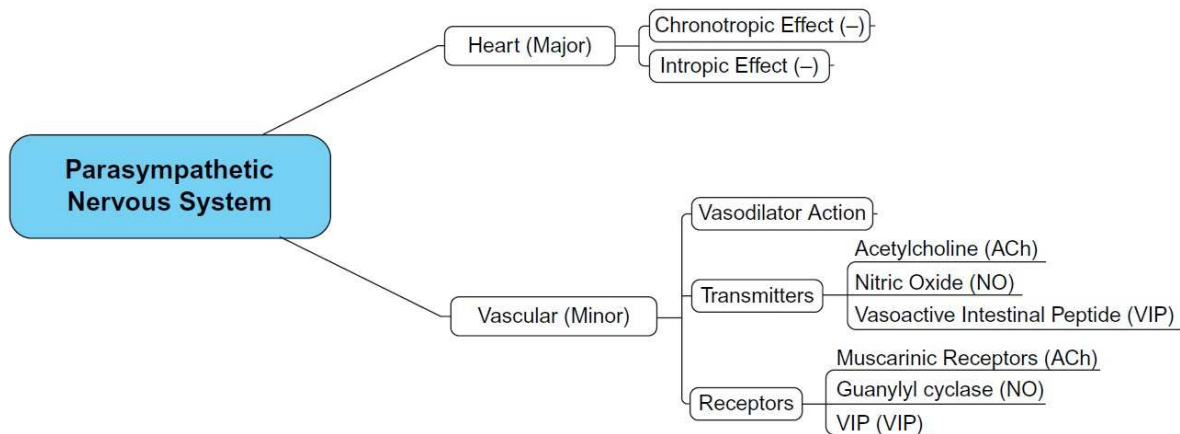 Parasympathetic
Nervous System
Heart (Major)
Chronotropic Effect (–)
Intropic Effect (–)
Vascular (Minor)
Vasodilator Action
Transmitters
Acetylcholine (ACh)
Nitric Oxide (NO)
Vasoactive Intestinal Peptide (VIP)
Receptors
Muscarinic Receptors (ACh)
Guanylyl cyclase (NO)
VIP (VIP)